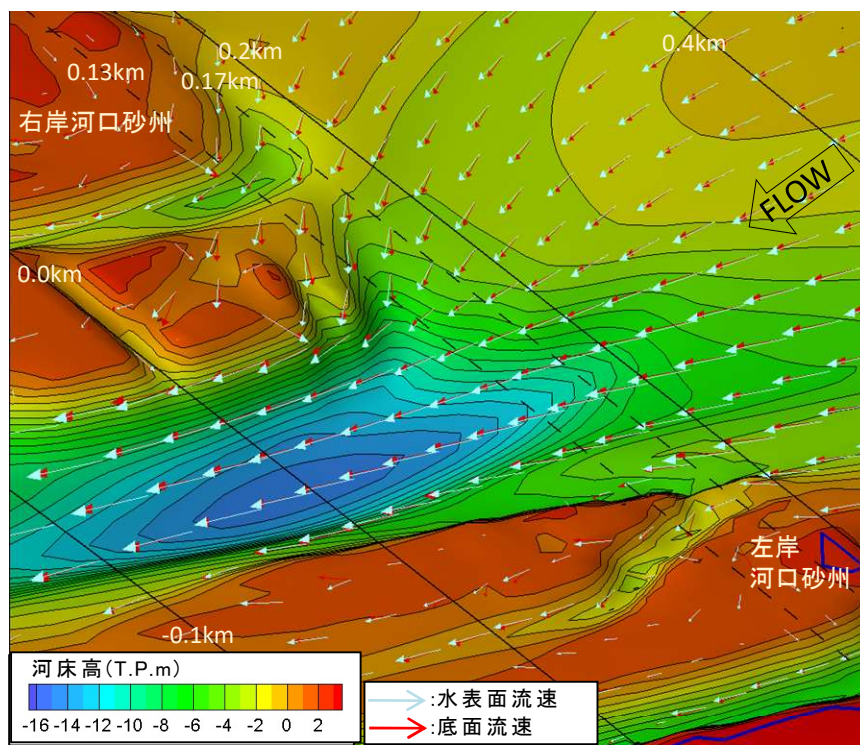 0.2km
0.4km
0.13km
0.17km
右岸河口砂州
FLOW
0.0km
左岸
河口砂州
-0.1km
河床高(T.P.m)
-16 -14 -12 -10 -8 -6 -4 -2 0 2
:水表面流速
:底面流速